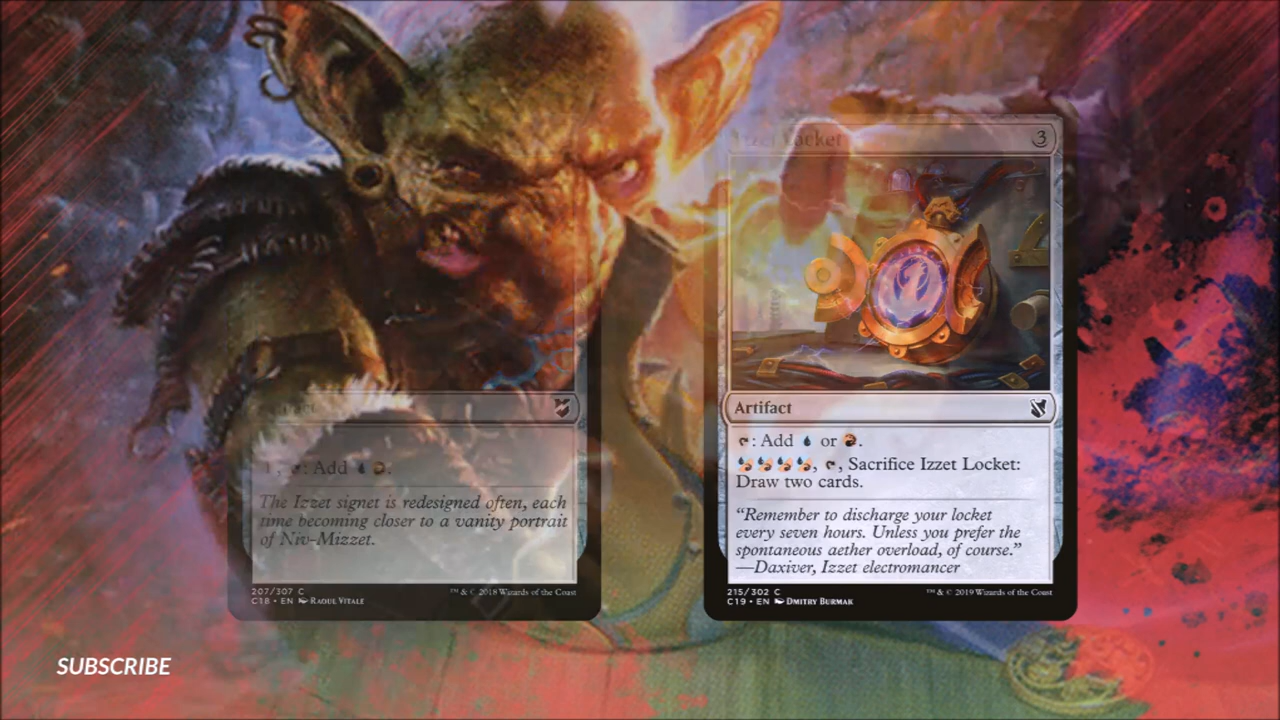 Artifact
1, : Add .
The Izzet signet is redesigned often, each
time becoming closer to a vanity portrait
of Niv-Mizzet.
207/307 C
C18 • EN RAOUL VITALE
™ & © 2018 Wizards of the Coast
Izzet Locket 3
Artifact
: Add or .
, , Sacrifice Izzet Locket:
Draw two cards.
“Remember to discharge your locket
every seven hours. Unless you prefer the
spontaneous aether overload, of course.”
—Daxiver, Izzet electromancer
215/302 C
C19 • EN DMITRY BURMAK
™ & © 2019 Wizards of the Coast
SUBSCRIBE